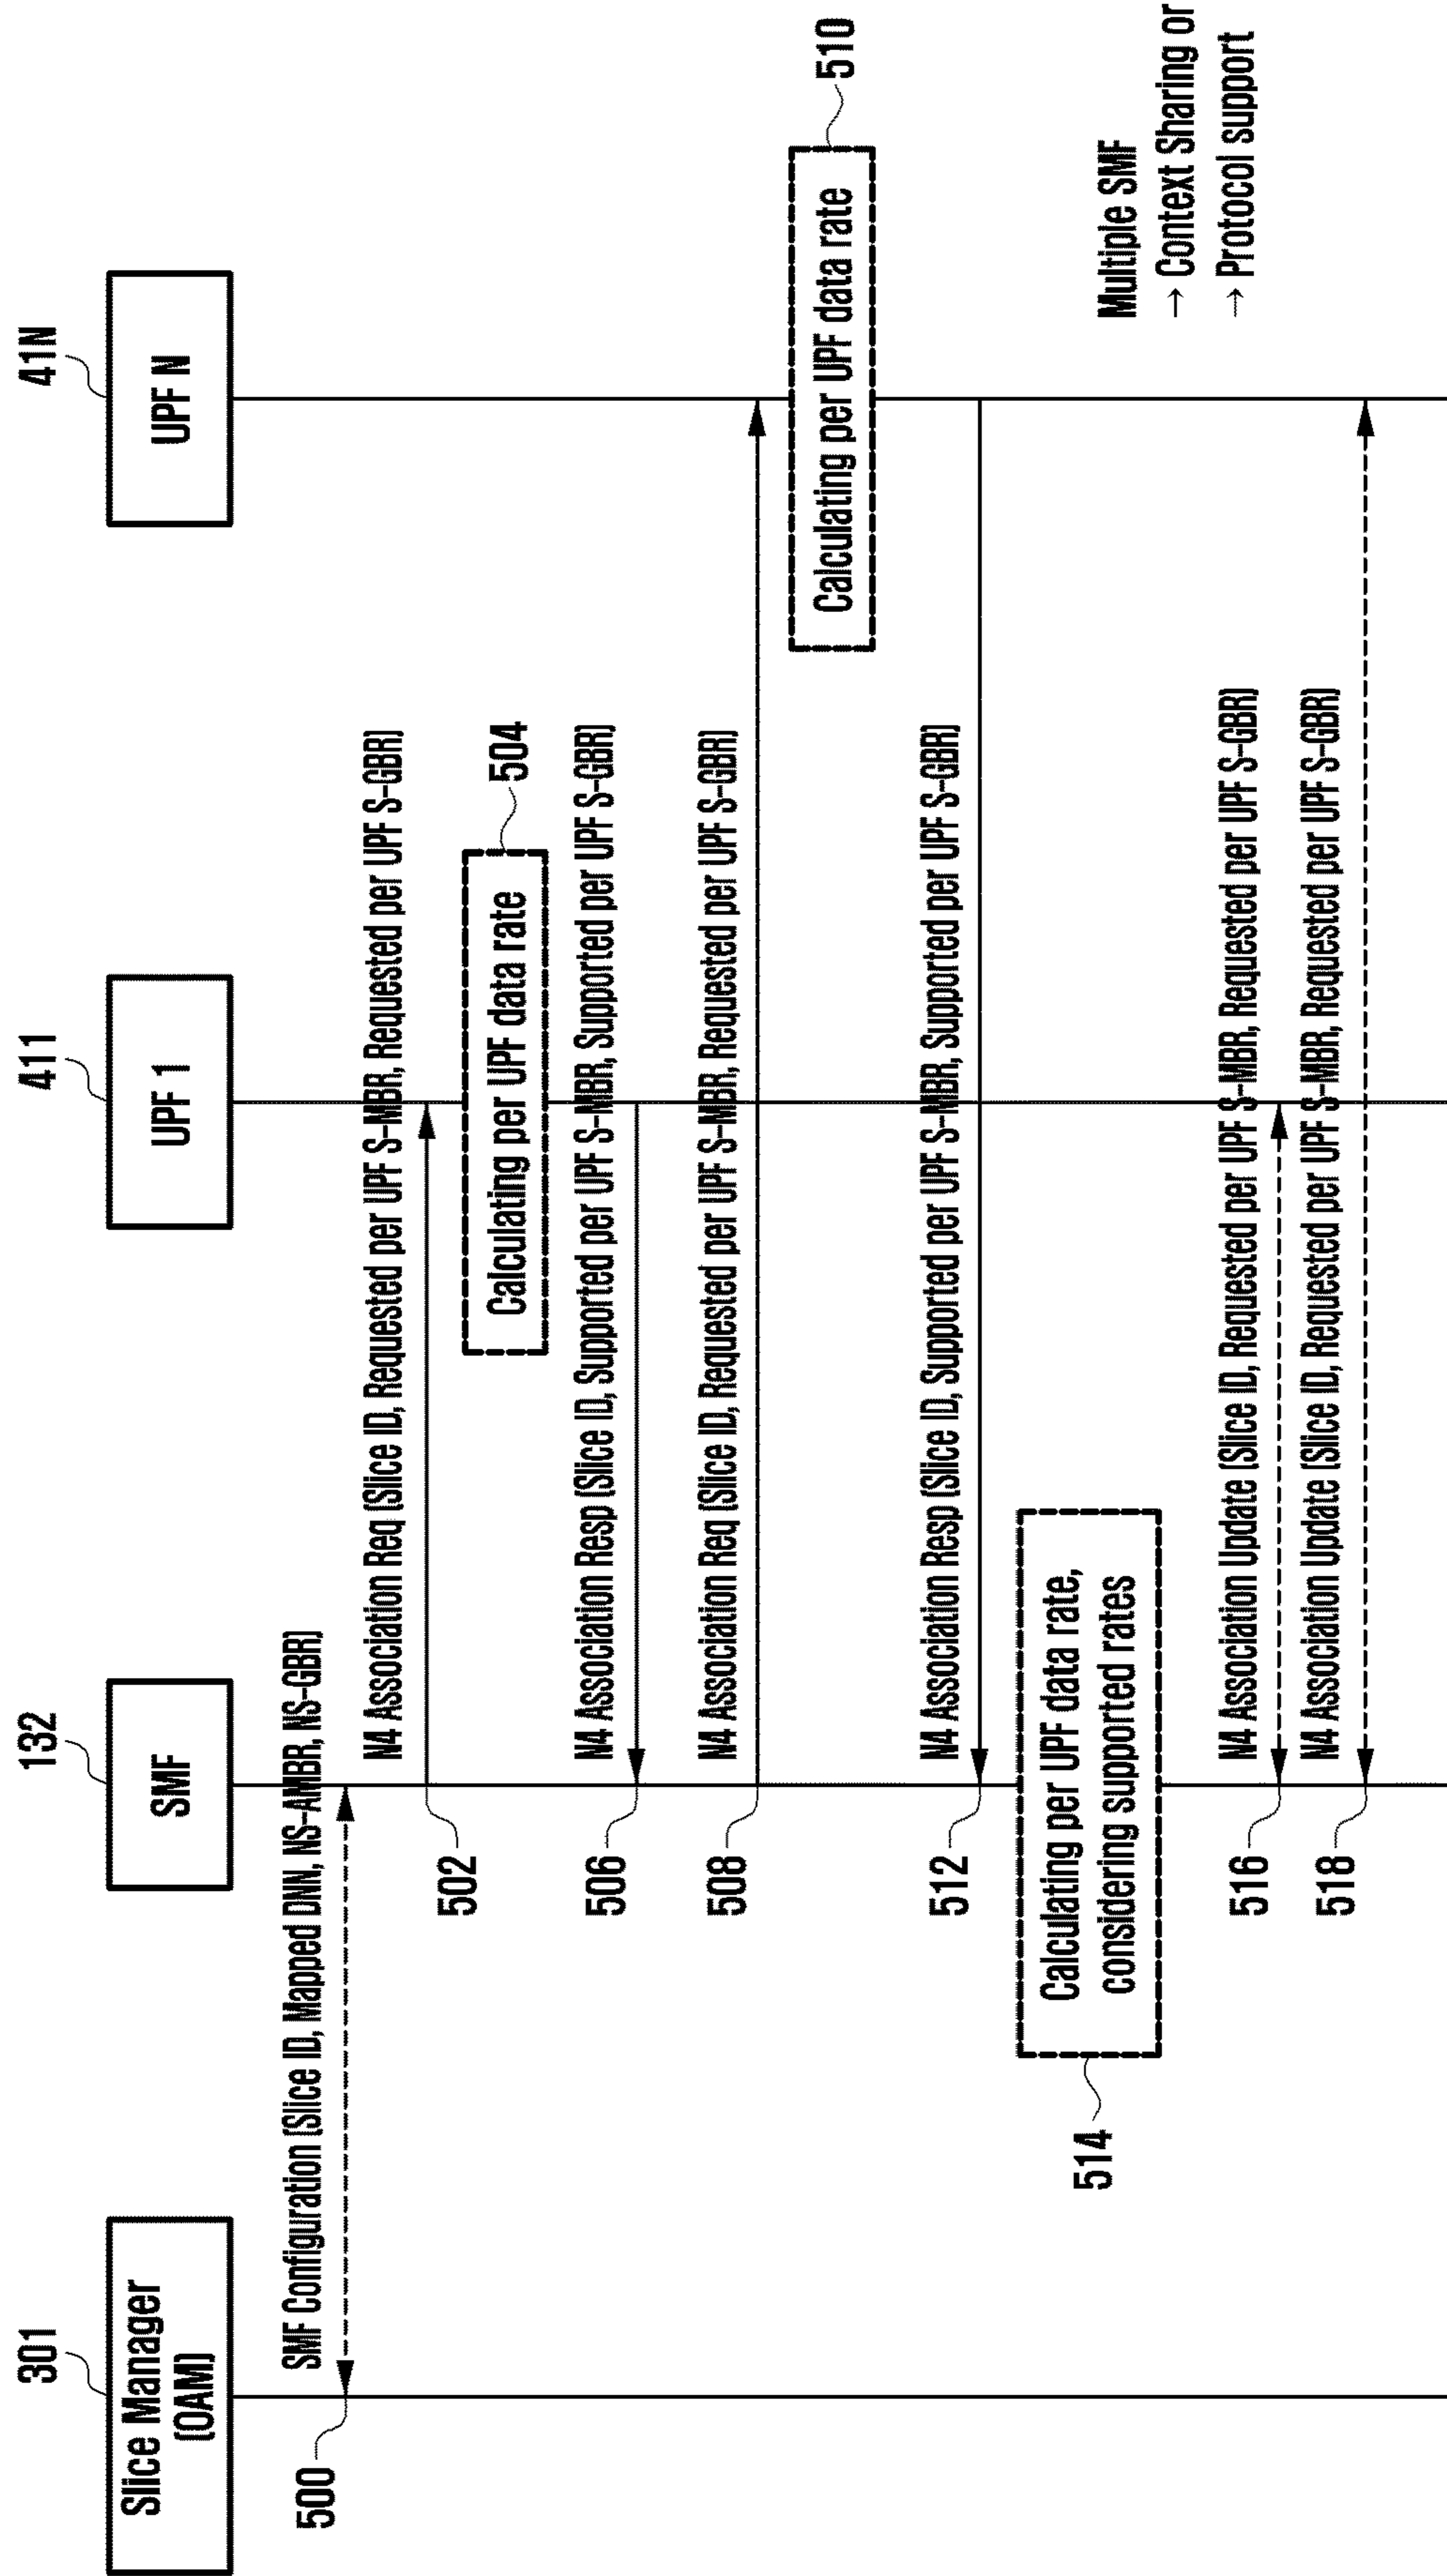 301
132
411
41N
Slice Manager
(OAM)
SMF
UPF 1
UPF N
SMF Configuration (Slice ID, Mapped DNN, NS-AMBR, NS-GBR)
500
N4 Association Req (Slice ID, Requested per UPF S-MBR, Requested per UPF S-GBR)
502
504
Calculating per UPF data rate
N4 Association Resp (Slice ID, Supported per UPF S-MBR, Supported per UPF S-GBR)
506
N4 Association Req (Slice ID, Requested per UPF S-MBR, Requested per UPF S-GBR)
508
Calculating per UPF data rate
510
N4 Association Resp (Slice ID, Supported per UPF S-MBR, Supported per UPF S-GBR)
512
Calculating per UPF data rate,
considering supported rates
514
Multiple SMF
→ Context Sharing or
→ Protocol support
N4 Association Update (Slice ID, Requested per UPF S-MBR, Requested per UPF S-GBR)
516
N4 Association Update (Slice ID, Requested per UPF S-MBR, Requested per UPF S-GBR)
518